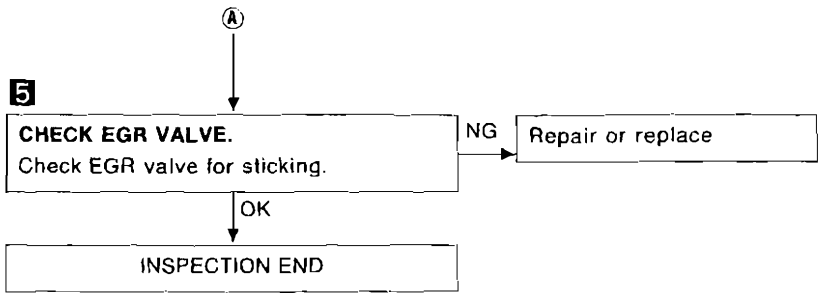 Ⓐ
5
CHECK EGR VALVE.
Check EGR valve for sticking.
NG
Repair or replace
OK
INSPECTION END